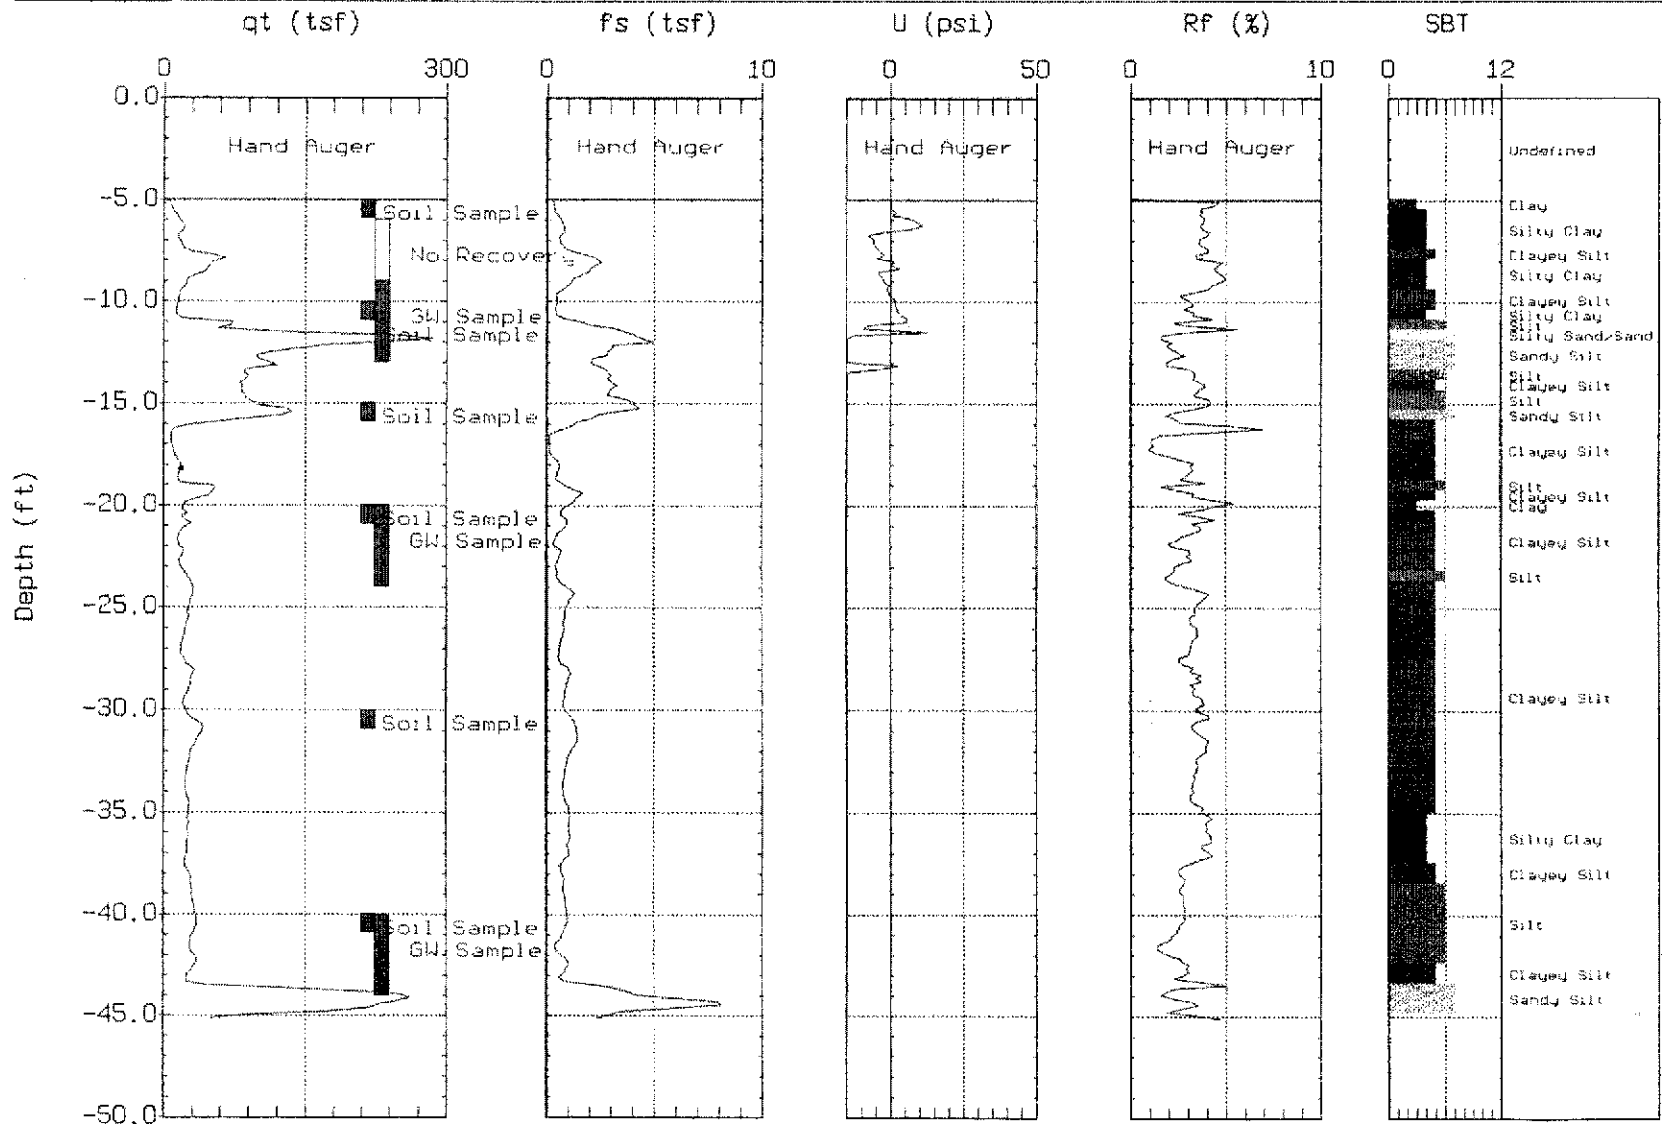 qt (tsf) fs (tsf) U (psi) Rf (%) SBT
0 300 0 10 0 50 0 10 0 12
0.0
Hand Auger Hand Auger Hand Auger Hand Auger Undefined
-5.0
Clay
Soil Sample
Silty Clay
No Recover
Clayey Silt
Silty Clay
-10.0
Clayey Silt
GW Sample
Silty Clay
Silt
Soil Sample
Silty Sand/Sand
Sandy Silt
Silt
Clayey Silt
-15.0
Silt
Soil Sample
Sandy Silt
Clayey Silt
Silt
Clayey Silt
-20.0
Clay
Soil Sample
GW Sample
Clayey Silt
Silt
-25.0
Depth (ft)
Clayey Silt
-30.0
Soil Sample
-35.0
Silty Clay
Clayey Silt
-40.0
Soil Sample
Silt
GW Sample
Clayey Silt
Sandy Silt
-45.0
-50.0